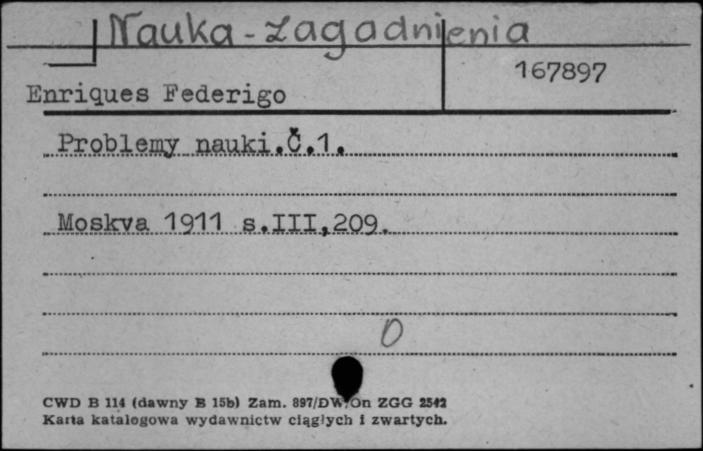 Nauka-zagadnienia
167897
Enriques Federigo
Problemy nauki.Č.1.
Moskva 1911 s.III,209.
0
CWD B 114 (dawny B 15b) Zam. 897/DW/On ZGG 2542
Karta katalogowa wydawnictw ciągłych i zwartych.